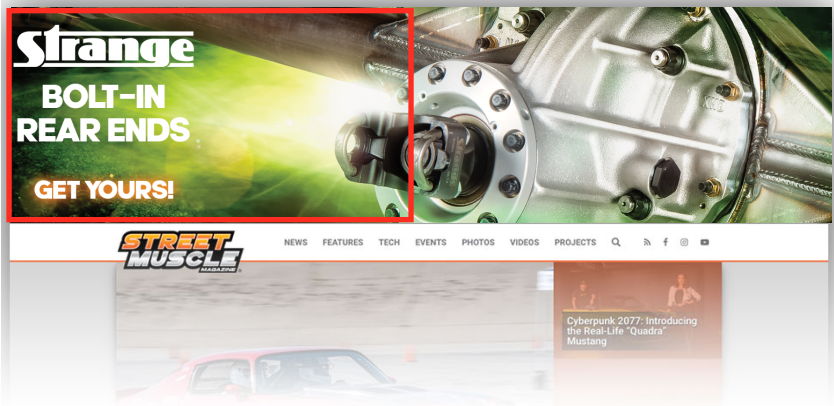 Strange
BOLT-IN
REAR ENDS
GET YOURS!
STREET
MUSCLE
MAGAZINE
NEWS FEATURES TECH EVENTS PHOTOS VIDEOS PROJECTS
Cyberpunk 2077: Introducing
the Real-Life "Quadra"
Mustang